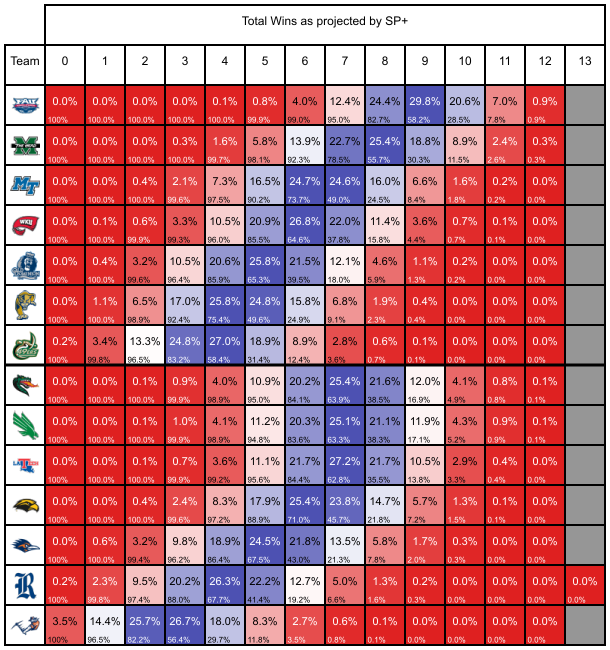 Total Wins as projected by SP+
Team 0 1 2 3 4 5 6 7 8 9 10 11 12 13
0.0% 0.0% 0.0% 0.0% 0.1% 0.8% 4.0% 12.4% 24.4% 29.8% 20.6% 7.0% 0.9%
100% 100.0% 100.0% 100.0% 100.0% 99.9% 99.0% 95.0% 82.7% 58.2% 28.5% 7.8% 0.9%
0.0% 0.0% 0.0% 0.3% 1.6% 5.8% 13.9% 22.7% 25.4% 18.8% 8.9% 2.4% 0.3%
100% 100.0% 100.0% 100.0% 99.7% 98.1% 92.3% 78.5% 55.7% 30.3% 11.5% 2.6% 0.3%
MT 0.0% 0.0% 0.4% 2.1% 7.3% 16.5% 24.7% 24.6% 16.0% 6.6% 1.6% 0.2% 0.0%
100% 100.0% 100.0% 99.6% 97.5% 90.2% 73.7% 49.0% 24.5% 8.4% 1.8% 0.2% 0.0%
WKU 0.0% 0.1% 0.6% 3.3% 10.5% 20.9% 26.8% 22.0% 11.4% 3.6% 0.7% 0.1% 0.0%
100% 100.0% 99.9% 99.3% 96.0% 85.5% 64.6% 37.8% 15.8% 4.4% 0.7% 0.1% 0.0%
0.0% 0.4% 3.2% 10.5% 20.6% 25.8% 21.5% 12.1% 4.6% 1.1% 0.2% 0.0% 0.0%
100% 100.0% 99.6% 96.4% 85.9% 65.3% 39.5% 18.0% 5.9% 1.3% 0.2% 0.0% 0.0%
0.0% 1.1% 6.5% 17.0% 25.8% 24.8% 15.8% 6.8% 1.9% 0.4% 0.0% 0.0% 0.0%
100% 100.0% 98.9% 92.4% 75.4% 49.6% 24.9% 9.1% 2.3% 0.4% 0.0% 0.0% 0.0%
0.2% 3.4% 13.3% 24.8% 27.0% 18.9% 8.9% 2.8% 0.6% 0.1% 0.0% 0.0% 0.0%
100% 99.8% 96.5% 83.2% 58.4% 31.4% 12.4% 3.6% 0.7% 0.1% 0.0% 0.0% 0.0%
0.0% 0.0% 0.1% 0.9% 4.0% 10.9% 20.2% 25.4% 21.6% 12.0% 4.1% 0.8% 0.1%
100% 100.0% 100.0% 99.9% 98.9% 95.0% 84.1% 63.9% 38.5% 16.9% 4.9% 0.8% 0.1%
0.0% 0.0% 0.1% 1.0% 4.1% 11.2% 20.3% 25.1% 21.1% 11.9% 4.3% 0.9% 0.1%
100% 100.0% 100.0% 99.9% 98.9% 94.8% 83.6% 63.3% 38.3% 17.1% 5.2% 0.9% 0.1%
0.0% 0.0% 0.1% 0.7% 3.6% 11.1% 21.7% 27.2% 21.7% 10.5% 2.9% 0.4% 0.0%
100% 100.0% 100.0% 99.9% 99.2% 95.6% 84.4% 62.8% 35.5% 13.8% 3.3% 0.4% 0.0%
0.0% 0.0% 0.4% 2.4% 8.3% 17.9% 25.4% 23.8% 14.7% 5.7% 1.3% 0.1% 0.0%
100% 100.0% 100.0% 99.6% 97.2% 88.9% 71.0% 45.7% 21.8% 7.2% 1.5% 0.1% 0.0%
0.0% 0.6% 3.2% 9.8% 18.9% 24.5% 21.8% 13.5% 5.8% 1.7% 0.3% 0.0% 0.0%
100% 100.0% 99.4% 96.2% 86.4% 67.5% 43.0% 21.3% 7.8% 2.0% 0.3% 0.0% 0.0%
R 0.2% 2.3% 9.5% 20.2% 26.3% 22.2% 12.7% 5.0% 1.3% 0.2% 0.0% 0.0% 0.0% 0.0%
100% 99.8% 97.4% 88.0% 67.7% 41.4% 19.2% 6.6% 1.6% 0.3% 0.0% 0.0% 0.0% 0.0%
3.5% 14.4% 25.7% 26.7% 18.0% 8.3% 2.7% 0.6% 0.1% 0.0% 0.0% 0.0% 0.0%
100% 96.5% 82.2% 56.4% 29.7% 11.8% 3.5% 0.8% 0.1% 0.0% 0.0% 0.0% 0.0%